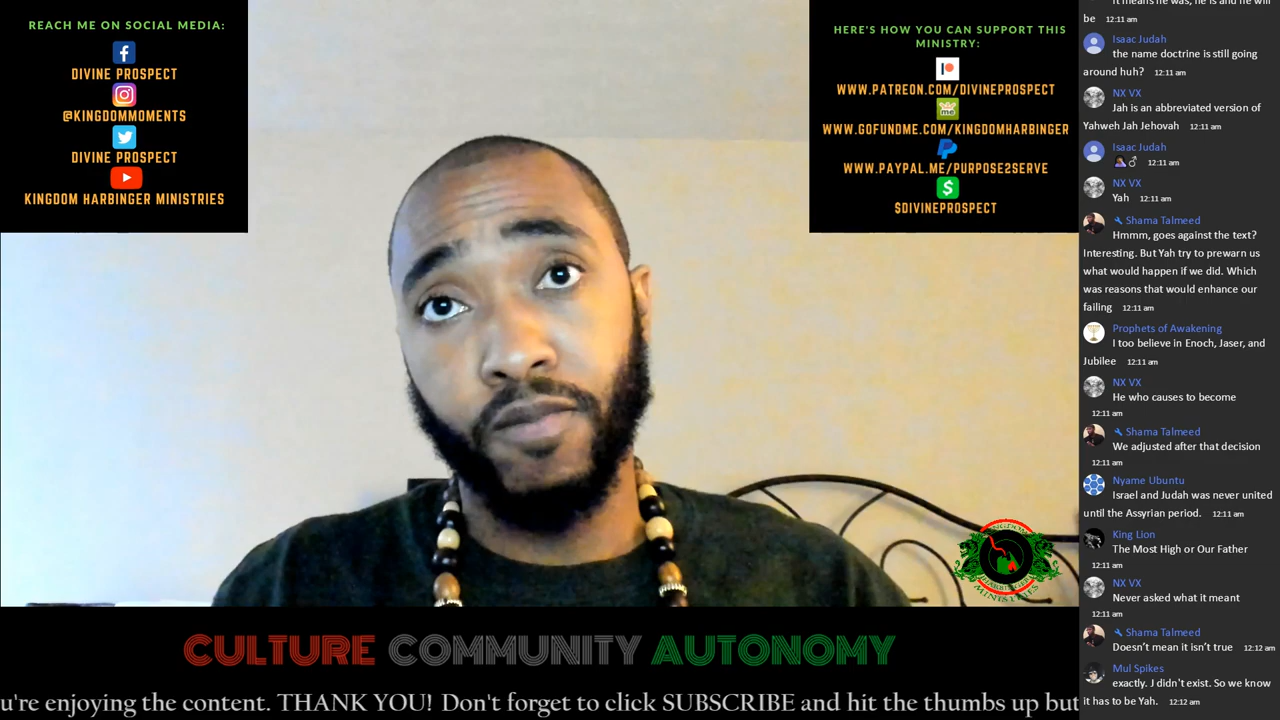 REACH ME ON SOCIAL MEDIA:
DIVINE PROSPECT
@KINGDOMMOMENTS
DIVINE PROSPECT
KINGDOM HARBINGER MINISTRIES
HERE'S HOW YOU CAN SUPPORT THIS
MINISTRY:
WWW.PATREON.COM/DIVINEPROSPECT
me
WWW.GOFUNDME.COM/KINGDOMHARBINGER
WWW.PAYPAL.ME/PURPOSE2SERVE
$
$DIVINEPROSPECT
KINGDOM
HARBINGER
MINISTRIES
CULTURE COMMUNITY AUTONOMY
u're enjoying the content. THANK YOU! Don't forget to click SUBSCRIBE and hit the thumbs up but
it means he was, he is and he will
be 12:11 am
Isaac Judah
the name doctrine is still going
around huh? 12:11 am
NX VX
Jah is an abbreviated version of
Yahweh Jah Jehovah 12:11 am
Isaac Judah
12:11 am
NX VX
Yah 12:11 am
Shama Talmeed
Hmmm, goes against the text?
Interesting. But Yah try to prewarn us
what would happen if we did. Which
was reasons that would enhance our
failing 12:11 am
Prophets of Awakening
I too believe in Enoch, Jaser, and
Jubilee 12:11 am
NX VX
He who causes to become
12:11 am
Shama Talmeed
We adjusted after that decision
12:11 am
Nyame Ubuntu
Israel and Judah was never united
until the Assyrian period. 12:11 am
King Lion
The Most High or Our Father
12:11 am
NX VX
Never asked what it meant
12:11 am
Shama Talmeed
Doesn't mean it isn't true 12:12 am
Mul Spikes
exactly. J didn't exist. So we know
it has to be Yah. 12:12 am